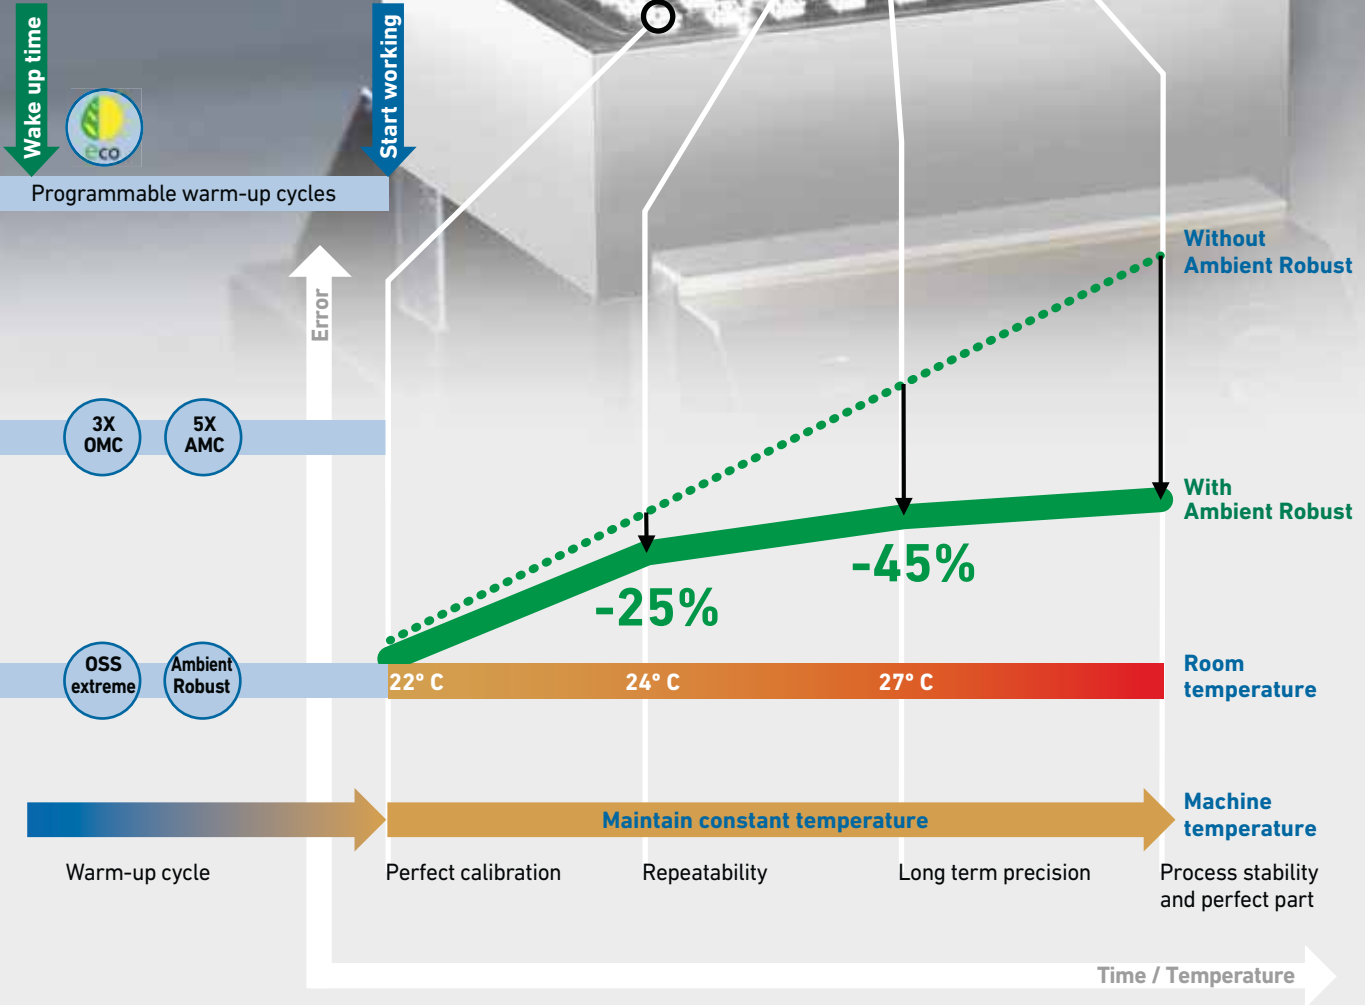 Wake up time
eco
Start working
Programmable warm-up cycles
Without
Ambient Robust
Error
3X
OMC
5X
AMC
With
Ambient Robust
-45%
-25%
OSS
extreme
Ambient
Robust
22° C
24° C
27° C
Room
temperature
Maintain constant temperature
Machine
temperature
Warm-up cycle
Perfect calibration
Repeatability
Long term precision
Process stability
and perfect part
Time / Temperature